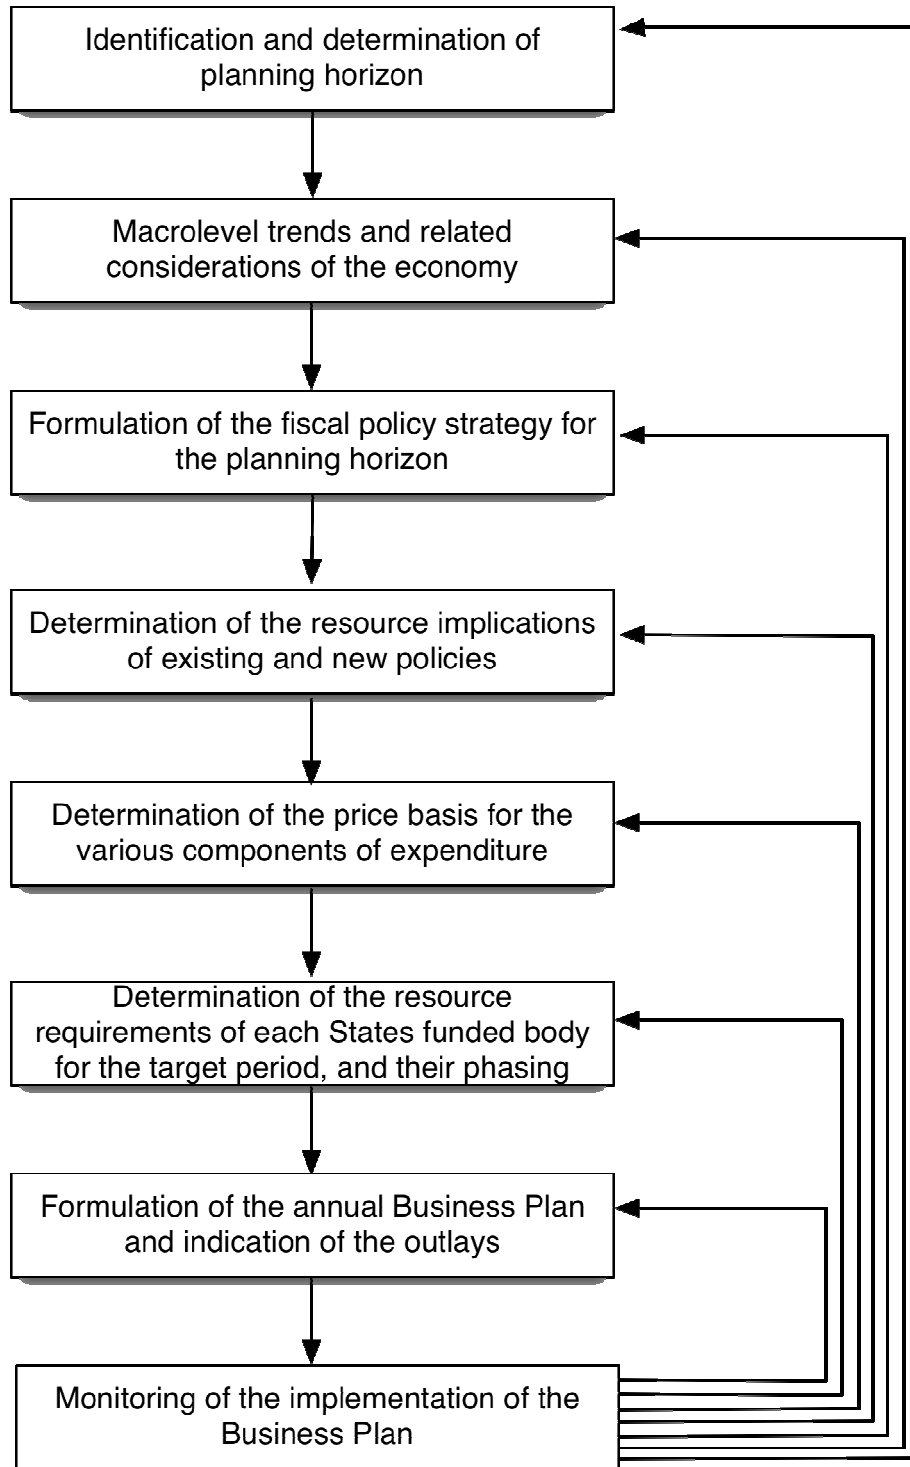 Identification and determination of
planning horizon
Macrolevel trends and related
considerations of the economy
Formulation of the fiscal policy strategy for
the planning horizon
Determination of the resource implications
of existing and new policies
Determination of the price basis for the
various components of expenditure
Determination of the resource
requirements of each States funded body
for the target period, and their phasing
Formulation of the annual Business Plan
and indication of the outlays
Monitoring of the implementation of the
Business Plan